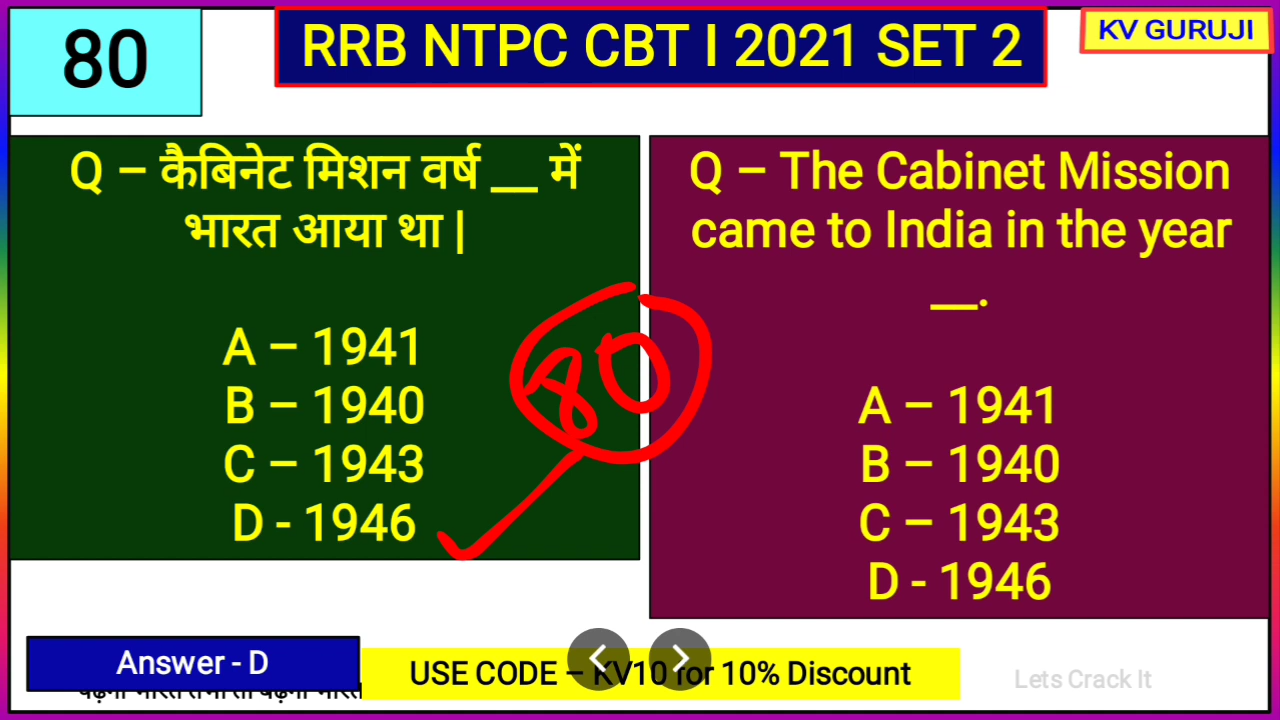 80
RRB NTPC CBT I 2021 SET 2
KV GURUJI
Q – कैबिनेट मिशन वर्ष __ में
भारत आया था |
A – 1941
B – 1940
C – 1943
D - 1946
80
Q – The Cabinet Mission
came to India in the year
__.
A – 1941
B – 1940
C – 1943
D - 1946
Answer - D
USE CODE – KV10 for 10% Discount
Lets Crack It